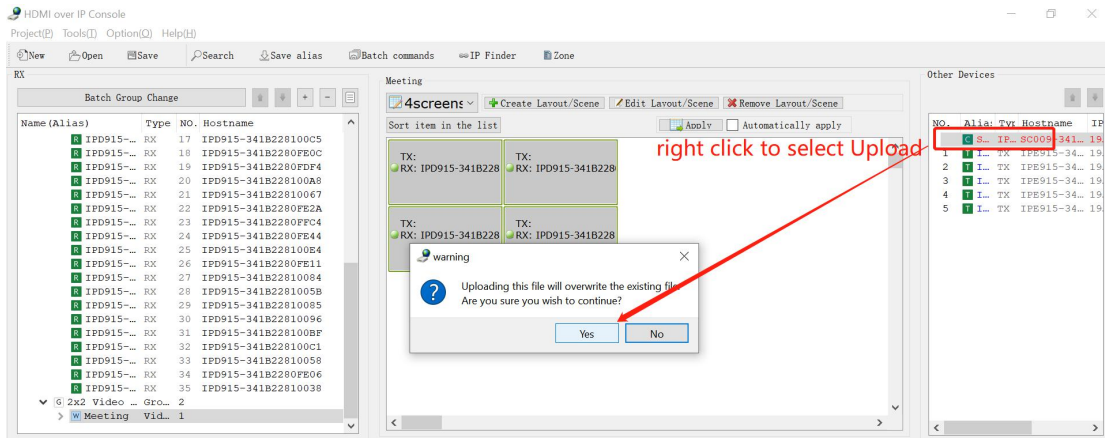 HDMI over IP Console
Project(P) Tools(T) Option(O) Help(H)
New Open Save Search Save alias Batch commands IP Finder Zone
RX
Batch Group Change
+ -
Name(Alias) Type NO. Hostname
R IPD915-... RX 17 IPD915-341B228100C5
R IPD915-... RX 18 IPD915-341B2280FE0C
R IPD915-... RX 19 IPD915-341B2280FDF4
R IPD915-... RX 20 IPD915-341B228100A8
R IPD915-... RX 21 IPD915-341B22810067
R IPD915-... RX 22 IPD915-341B2280FE2A
R IPD915-... RX 23 IPD915-341B2280FFC4
R IPD915-... RX 24 IPD915-341B2280FE44
R IPD915-... RX 25 IPD915-341B228100E4
R IPD915-... RX 26 IPD915-341B2280FE11
R IPD915-... RX 27 IPD915-341B22810084
R IPD915-... RX 28 IPD915-341B2281005B
R IPD915-... RX 29 IPD915-341B22810085
R IPD915-... RX 30 IPD915-341B22810096
R IPD915-... RX 31 IPD915-341B228100BF
R IPD915-... RX 32 IPD915-341B228100C1
R IPD915-... RX 33 IPD915-341B22810058
R IPD915-... RX 34 IPD915-341B2280FE06
R IPD915-... RX 35 IPD915-341B22810038
G 2x2 Video ... Gro... 2
W Meeting Vid... 1
Meeting
4screens Create Layout/Scene Edit Layout/Scene Remove Layout/Scene
Sort item in the list Apply Automatically apply
right click to select Upload
TX: TX:
RX: IPD915-341B228 RX: IPD915-341B228
TX: TX:
RX: IPD915-341B228 RX: IPD915-341B228
warning
Uploading this file will overwrite the existing file.
Are you sure you wish to continue?
Yes No
Other Devices
NO. Alia: Typ Hostname IP
C S... IP... SC009-341... 19
1 T I... TX IPE915-34... 19
2 T I... TX IPE915-34... 19
3 T I... TX IPE915-34... 19
4 T I... TX IPE915-34... 19
5 T I... TX IPE915-34... 19